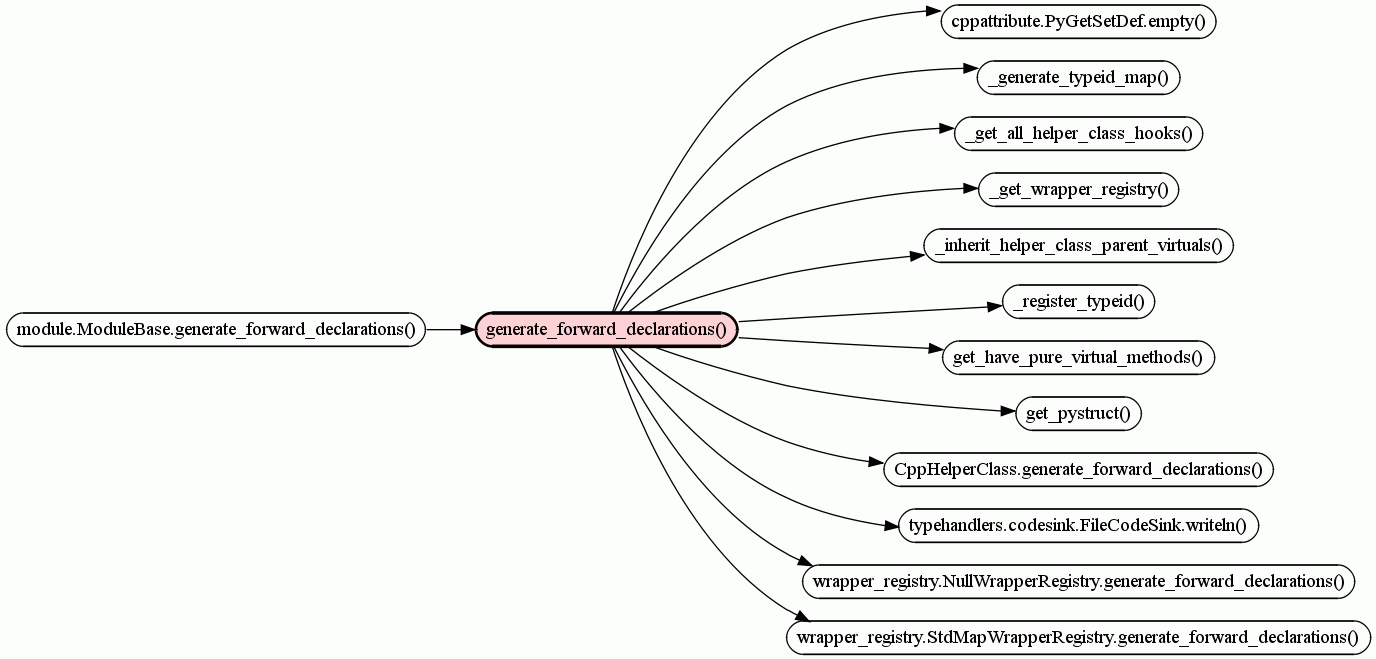 cppattribute.PyGetSetDef.empty()
_generate_typeid_map()
_get_all_helper_class_hooks()
_get_wrapper_registry()
_inherit_helper_class_parent_virtuals()
_register_typeid()
module.ModuleBase.generate_forward_declarations()
generate_forward_declarations()
get_have_pure_virtual_methods()
get_pystruct()
CppHelperClass.generate_forward_declarations()
typehandlers.codesink.FileCodeSink.writeln()
wrapper_registry.NullWrapperRegistry.generate_forward_declarations()
wrapper_registry.StdMapWrapperRegistry.generate_forward_declarations()